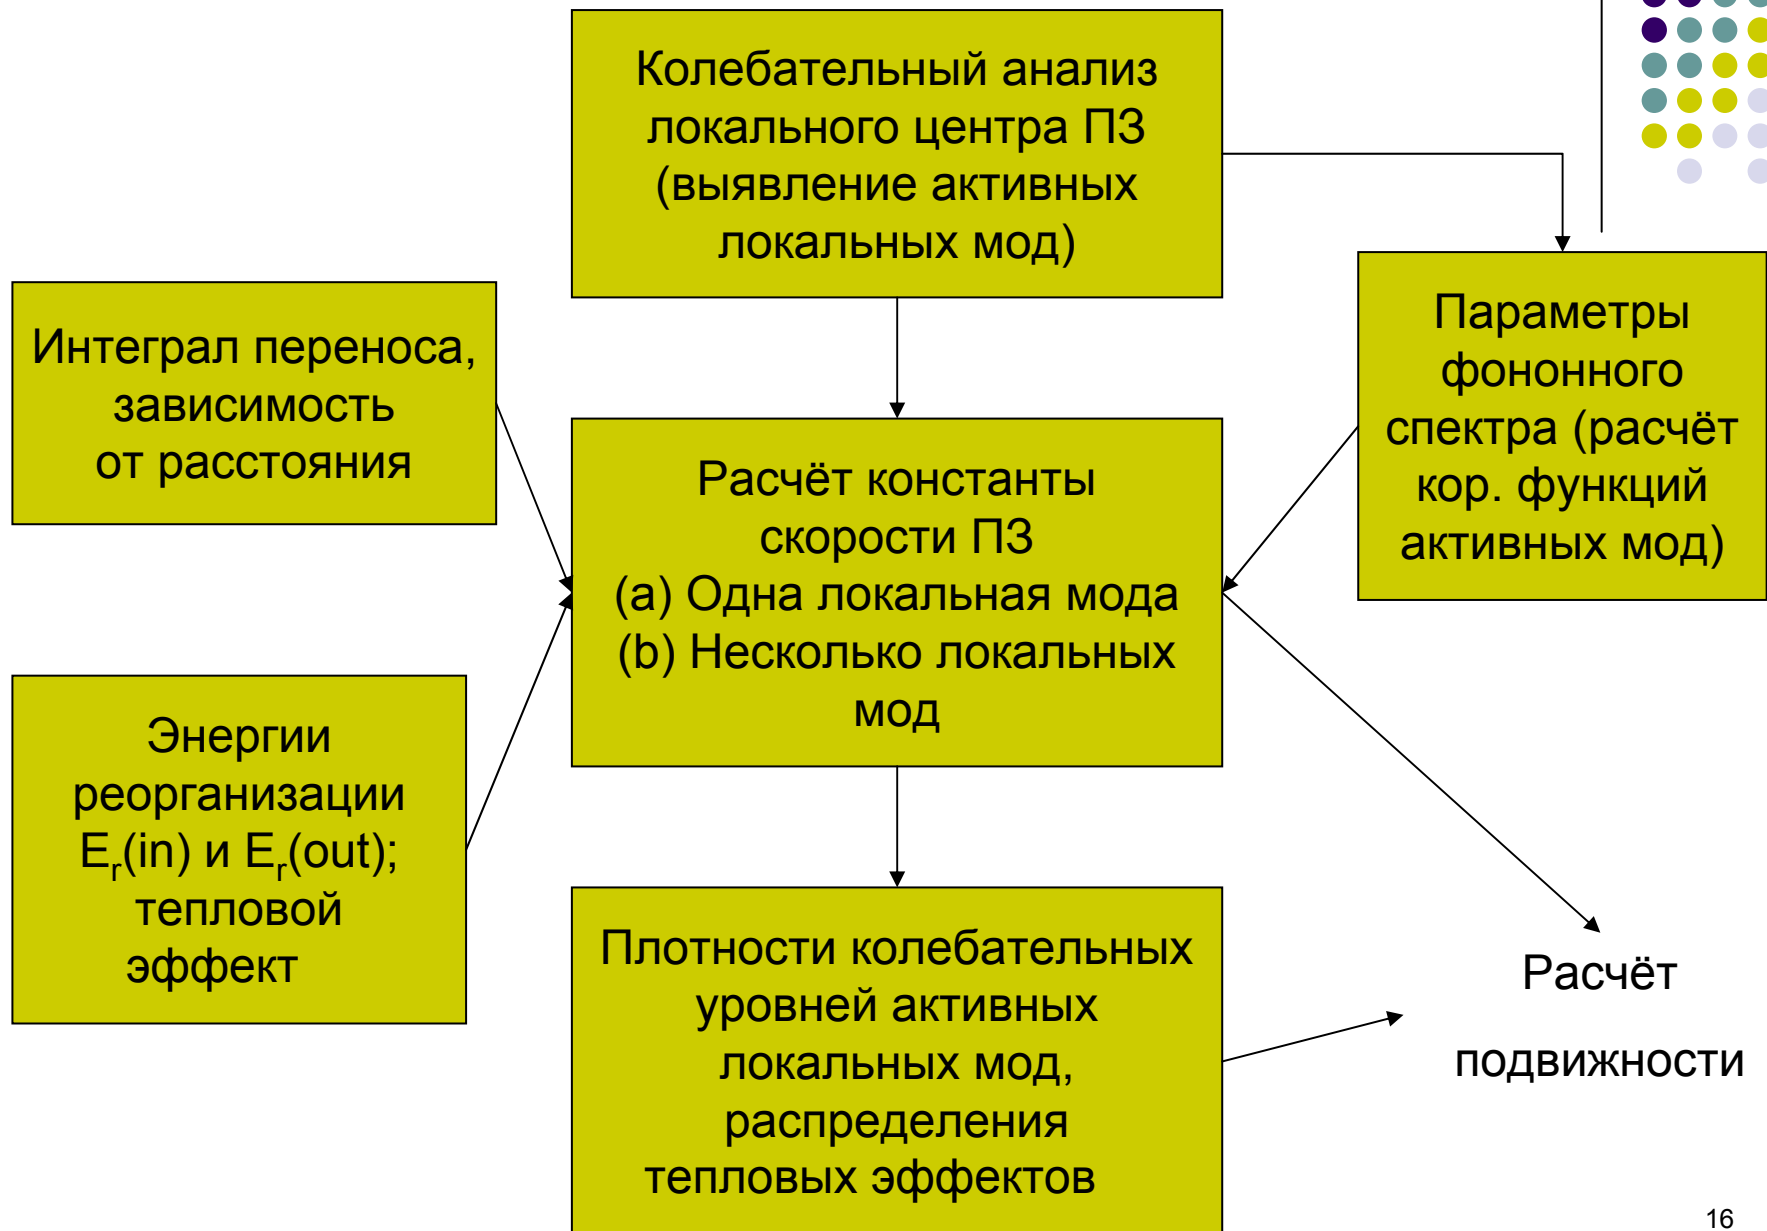 Колебательный анализ
локального центра ПЗ
(выявление активных
локальных мод)
Интеграл переноса,
зависимость
от расстояния
Параметры
фононного
спектра (расчёт
кор. функций
активных мод)
Расчёт константы
скорости ПЗ
(a) Одна локальная мода
(b) Несколько локальных
мод
Энергии
реорганизации
Er(in) и Er(out);
тепловой
эффект
Плотности колебательных
уровней активных
локальных мод,
распределения
тепловых эффектов
Расчёт
подвижности
16